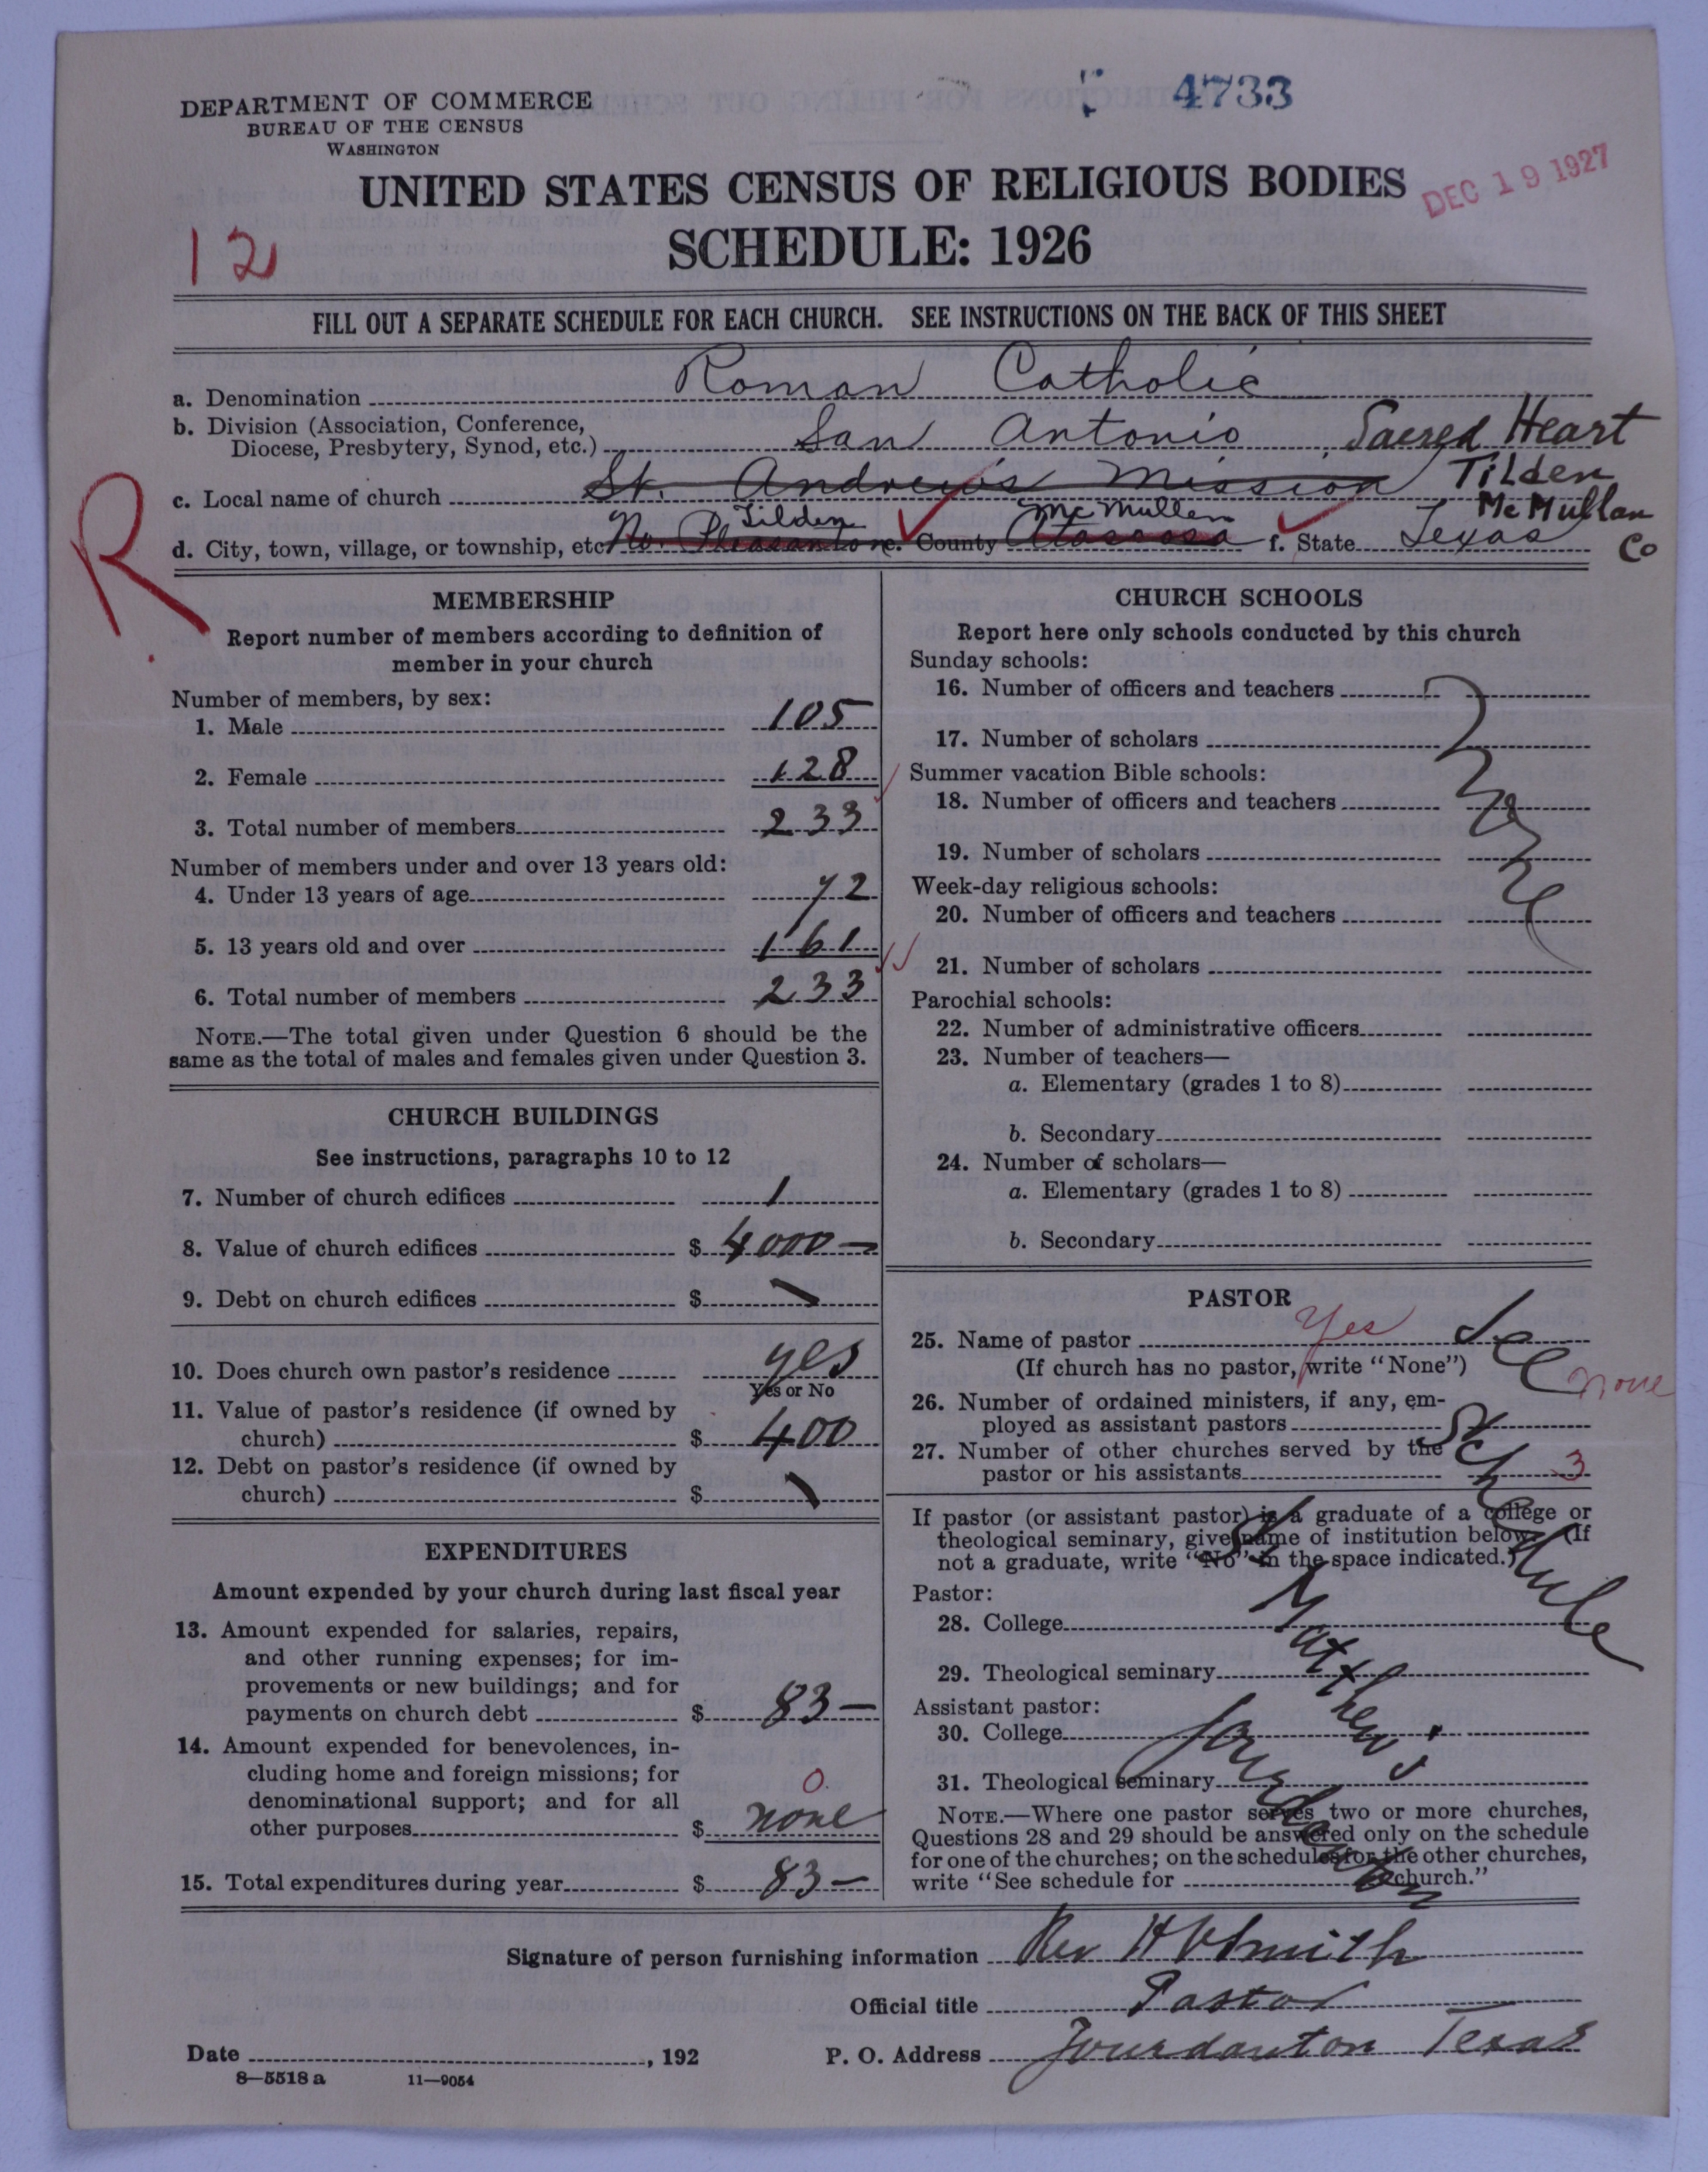 4733
DEPARTMENT OF COMMERCE
BUREAU OF THE CENSUS
WASHINGTON
UNITED STATES CENSUS OF RELIGIOUS BODIES
DEC 19 1927
SCHEDULE: 1926
12
FILL OUT A SEPARATE SCHEDULE FOR EACH CHURCH. SEE INSTRUCTIONS ON THE BACK OF THIS SHEET
a. Denomination Roman Catholic
b. Division (Association, Conference,
Diocese, Presbytery, Synod, etc.) San Antonio, Sacred Heart
R
c. Local name of church St. Andrew's Mission Tilden
McMullan Co
Tilden McMullen
d. City, town, village, or township, etc. No. Pleasanton e. County Atascosa f. State Texas
MEMBERSHIP
Report number of members according to definition of
member in your church
Number of members, by sex:
1. Male 105
2. Female 128
3. Total number of members 233
Number of members under and over 13 years old:
4. Under 13 years of age 72
5. 13 years old and over 161
6. Total number of members 233
NOTE.—The total given under Question 6 should be the
same as the total of males and females given under Question 3.
CHURCH BUILDINGS
See instructions, paragraphs 10 to 12
7. Number of church edifices 1
8. Value of church edifices $ 4000 —
9. Debt on church edifices $
10. Does church own pastor's residence yes
Yes or No
11. Value of pastor's residence (if owned by
church) $ 400
12. Debt on pastor's residence (if owned by
church) $
EXPENDITURES
Amount expended by your church during last fiscal year
13. Amount expended for salaries, repairs,
and other running expenses; for im-
provements or new buildings; and for
payments on church debt $ 83 —
14. Amount expended for benevolences, in-
cluding home and foreign missions; for
denominational support; and for all
0
other purposes $ none
15. Total expenditures during year $ 83 —
CHURCH SCHOOLS
Report here only schools conducted by this church
Sunday schools:
16. Number of officers and teachers
17. Number of scholars
Summer vacation Bible schools:
18. Number of officers and teachers
19. Number of scholars
Week-day religious schools:
20. Number of officers and teachers
21. Number of scholars
None
Parochial schools:
22. Number of administrative officers
23. Number of teachers—
a. Elementary (grades 1 to 8)
b. Secondary
24. Number of scholars—
a. Elementary (grades 1 to 8)
b. Secondary
PASTOR
25. Name of pastor Yes
(If church has no pastor, write "None")
26. Number of ordained ministers, if any, em-
ployed as assistant pastors none
27. Number of other churches served by the
pastor or his assistants 3
If pastor (or assistant pastor) is a graduate of a college or
theological seminary, give name of institution below. (If
not a graduate, write "No" in the space indicated.)
Pastor:
28. College
29. Theological seminary
Assistant pastor:
30. College
31. Theological seminary
See Schedule
St Matthew's
Jourdanton
NOTE.—Where one pastor serves two or more churches,
Questions 28 and 29 should be answered only on the schedule
for one of the churches; on the schedules for the other churches,
write "See schedule for church."
Signature of person furnishing information Rev H V Smith
Official title Pastor
Date , 192 P. O. Address Jourdanton Texas
8—5518 a 11—9054